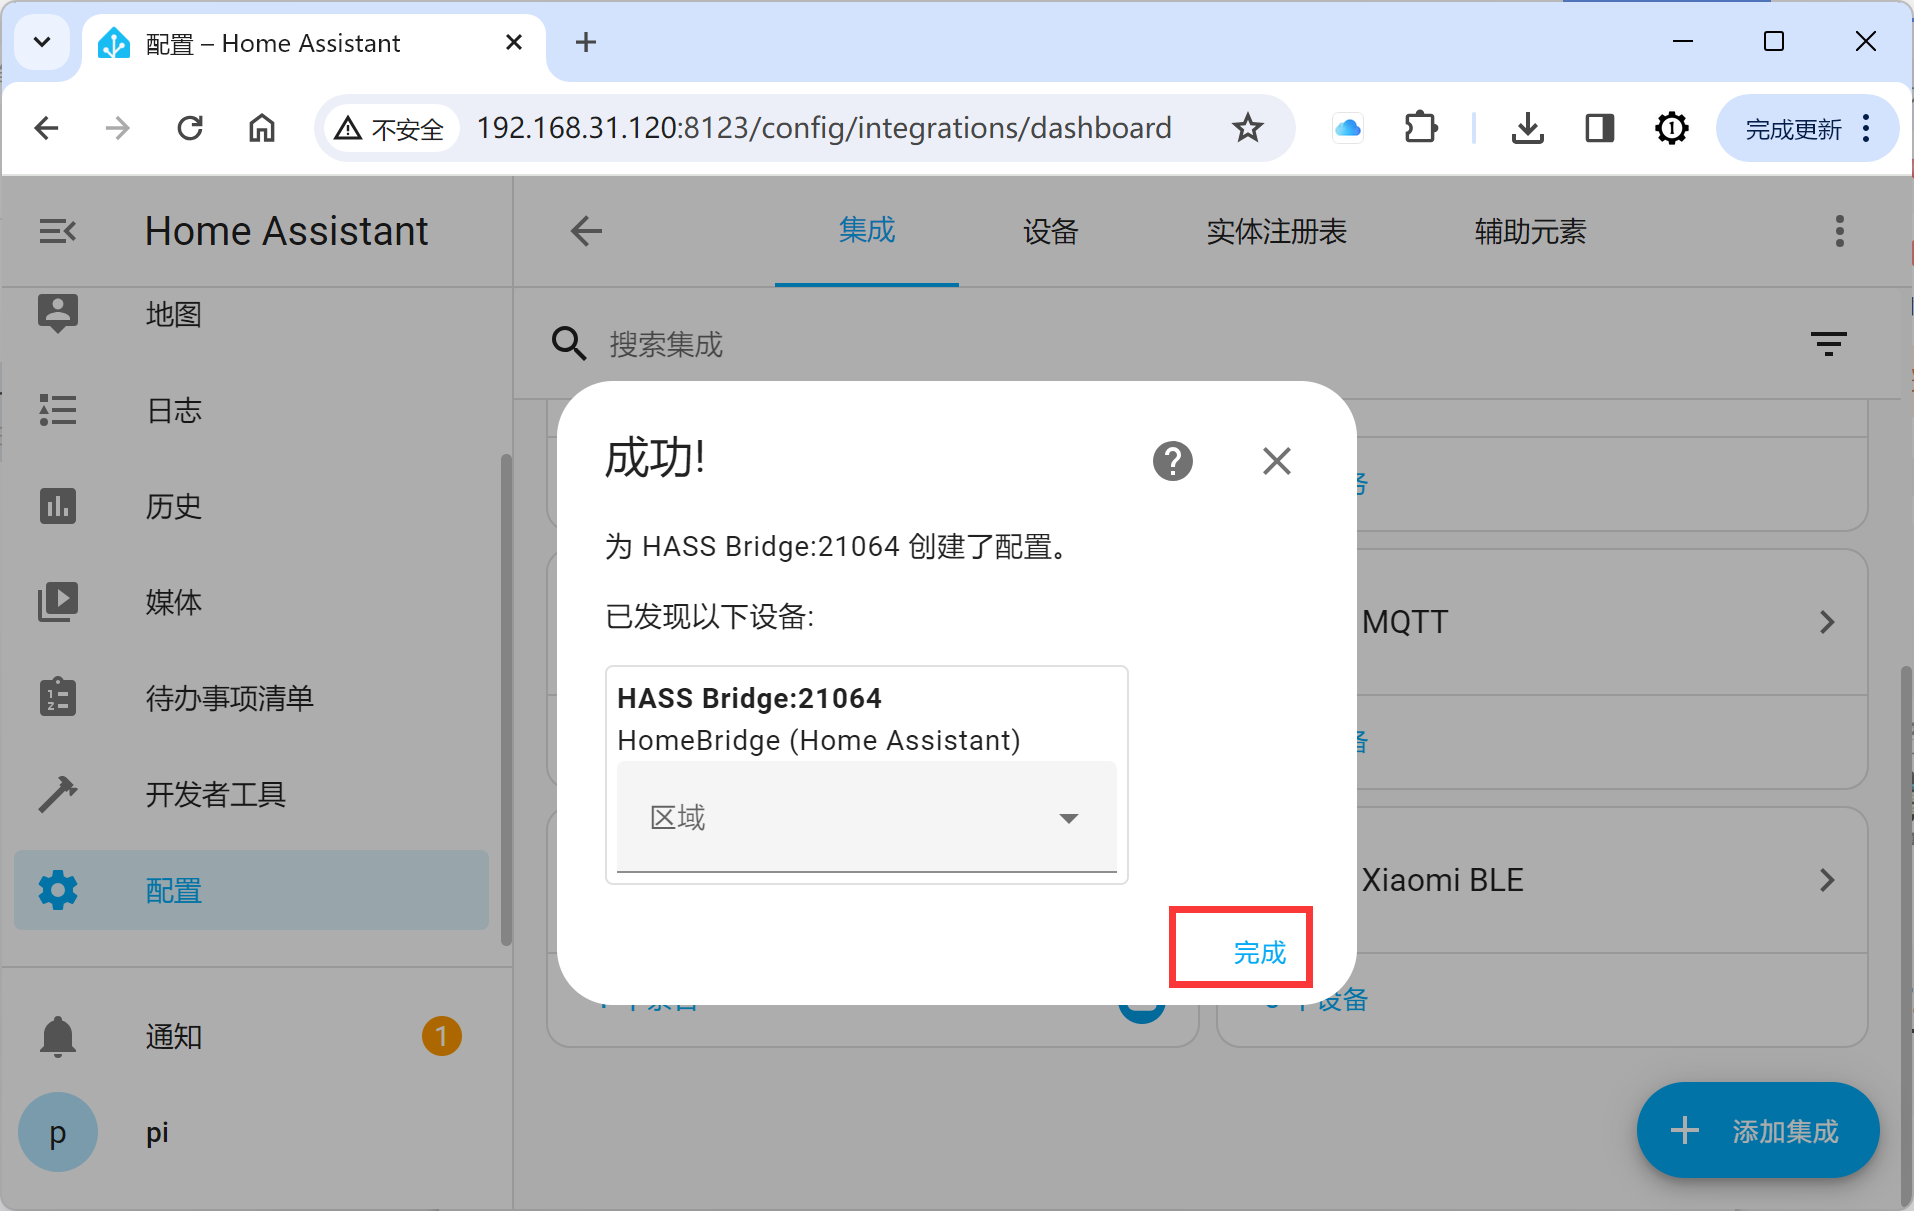 配置 – Home Assistant
不安全
192.168.31.120:8123/config/integrations/dashboard
完成更新
Home Assistant
集成
设备
实体注册表
辅助元素
地图
搜索集成
日志
历史
媒体
待办事项清单
开发者工具
配置
通知
1
p
pi
成功!
为 HASS Bridge:21064 创建了配置。
已发现以下设备:
HASS Bridge:21064
HomeBridge (Home Assistant)
区域
完成
MQTT
Xiaomi BLE
设备
添加集成